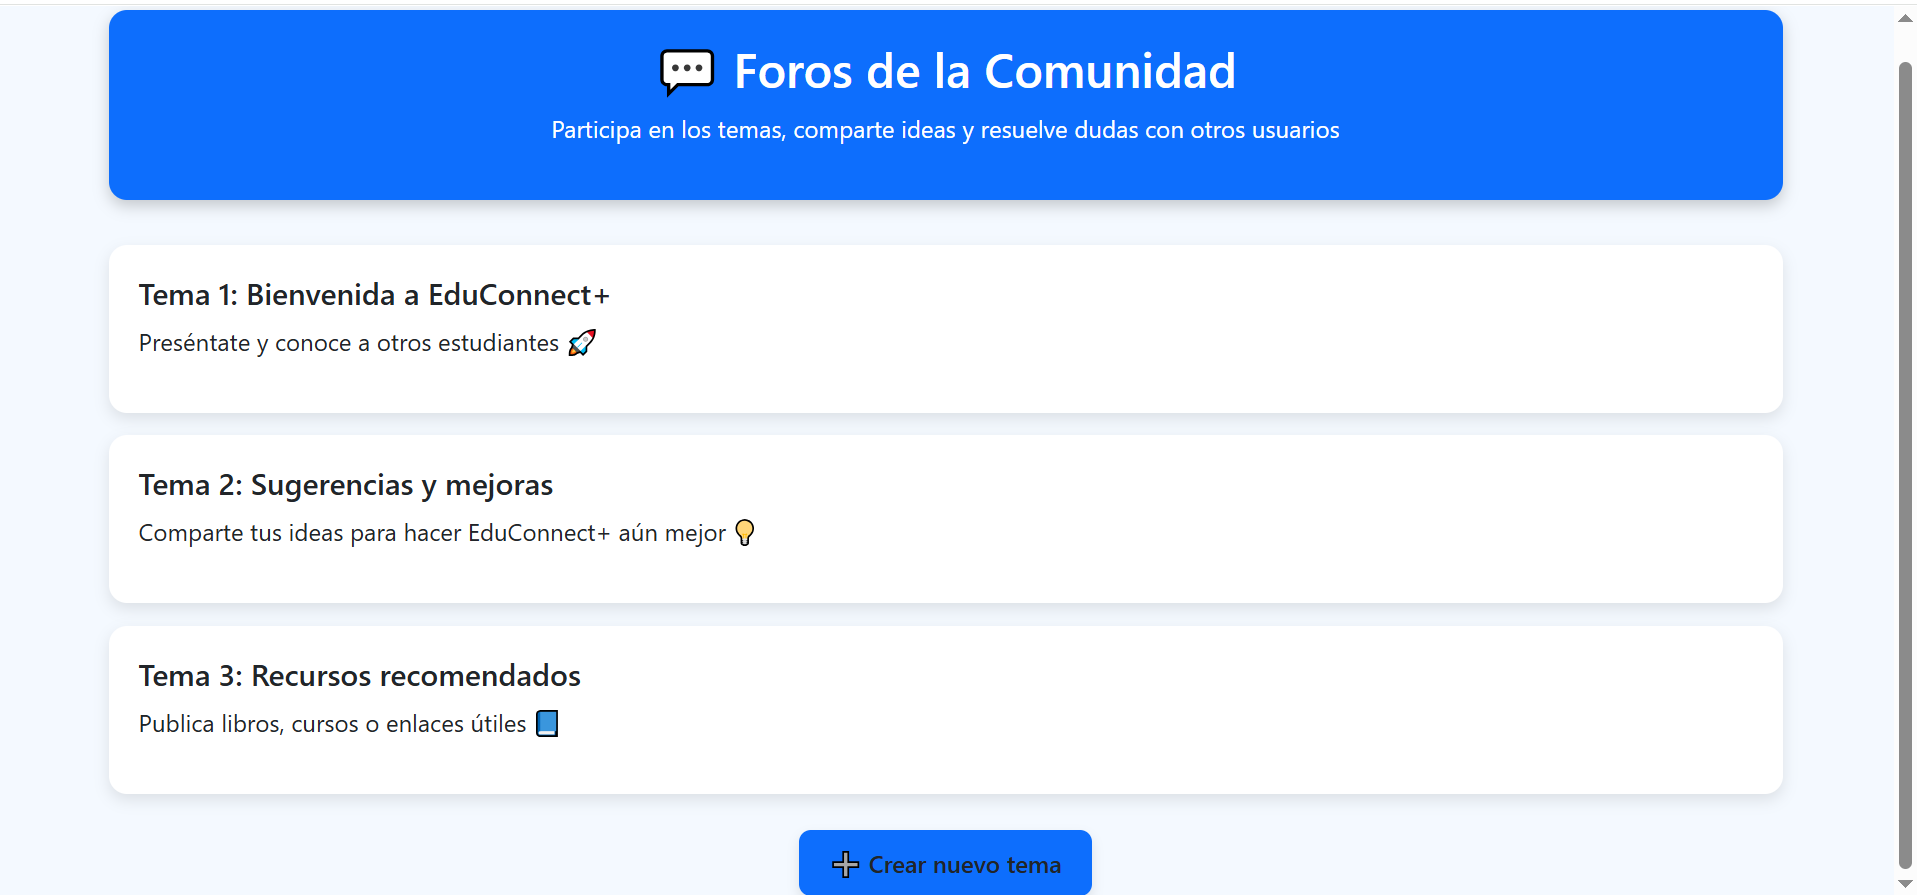 💬 Foros de la Comunidad
Participa en los temas, comparte ideas y resuelve dudas con otros usuarios
Tema 1: Bienvenida a EduConnect+
Preséntate y conoce a otros estudiantes 🚀
Tema 2: Sugerencias y mejoras
Comparte tus ideas para hacer EduConnect+ aún mejor 💡
Tema 3: Recursos recomendados
Publica libros, cursos o enlaces útiles 📘
➕ Crear nuevo tema